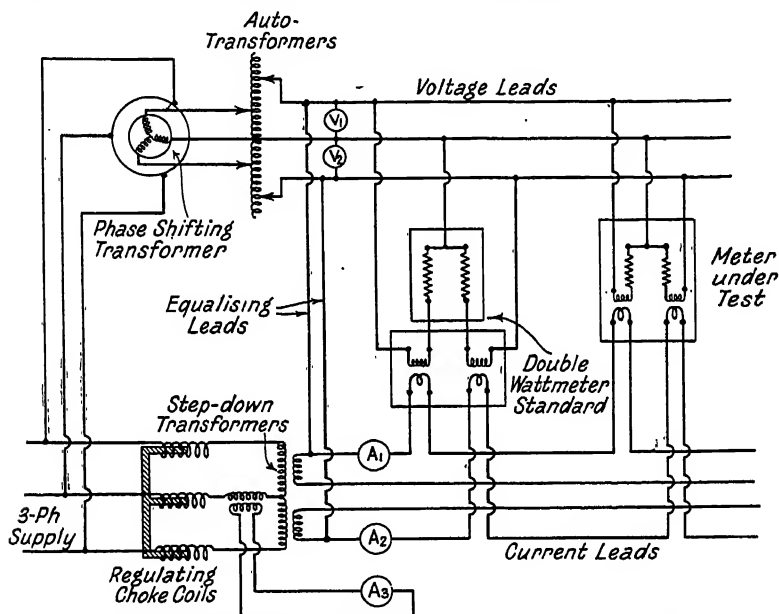 Auto-
Transformers
Voltage Leads
V₁
V₂
Phase Shifting
Transformer
Meter
under
Test
Equalising
Leads
Double
Wattmeter
Standard
Step-down
Transformers
A₁
3-Ph
Supply
A₂
Current Leads
Regulating
Choke Coils
A₃